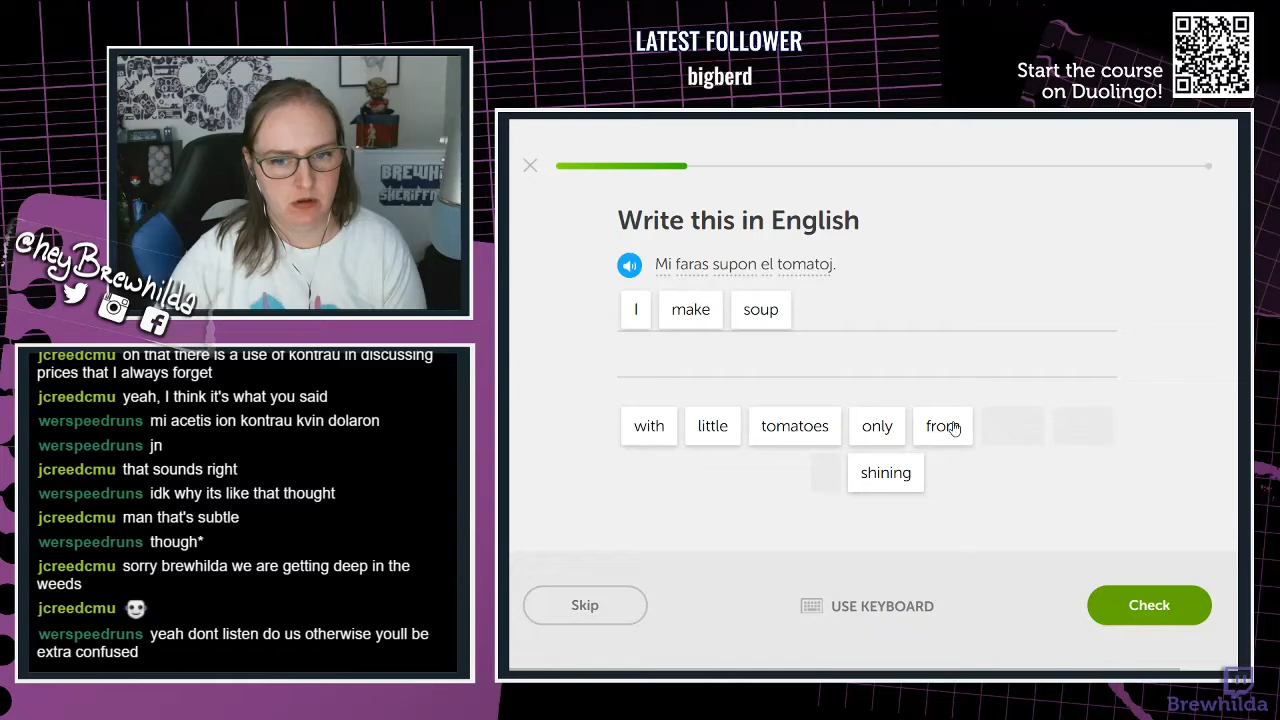 LATEST FOLLOWER
bigberd
Start the course
on Duolingo!
BREWHI
SHERIFFN
@heyBrewhilda
Write this in English
Mi faras supon el tomatoj.
I make soup
with little tomatoes only from
shining
Skip
USE KEYBOARD
Check
jcreedcmu oh that there is a use of kontrau in discussing
prices that I always forget
jcreedcmu yeah, I think it's what you said
werspeedruns mi acetis ion kontrau kvin dolaron
werspeedruns jn
jcreedcmu that sounds right
werspeedruns idk why its like that thought
jcreedcmu man that's subtle
werspeedruns though*
jcreedcmu sorry brewhilda we are getting deep in the
weeds
jcreedcmu
werspeedruns yeah dont listen do us otherwise youll be
extra confused
Brewhilda